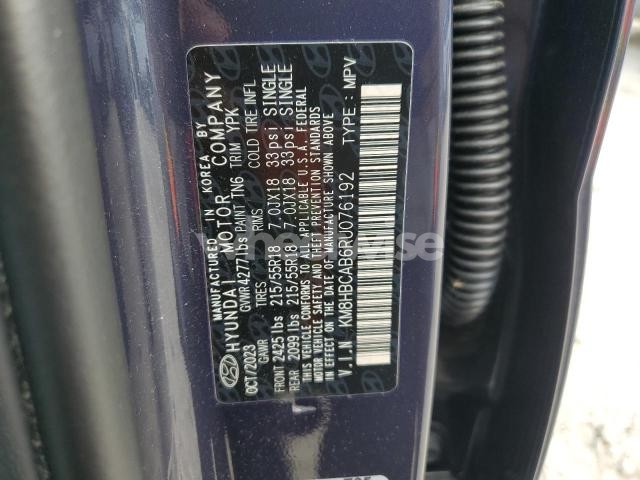 MANUFACTURED IN KOREA BY
HYUNDAI MOTOR COMPANY
OCT/2023 GVWR 4277lbs PAINT TN6 TRIM YPK
GAWR TIRES RIMS COLD TIRE INFL
FRONT 2425lbs 215/55R18 7.0JX18 33psi SINGLE
REAR 2099lbs 215/55R18 7.0JX18 33psi SINGLE
THIS VEHICLE CONFORMS TO ALL APPLICABLE U.S.A. FEDERAL
MOTOR VEHICLE SAFETY AND THEFT PREVENTION STANDARDS
IN EFFECT ON THE DATE OF MANUFACTURE SHOWN ABOVE
V.I.N : KM8HBCAB6RU076192 TYPE : MPV